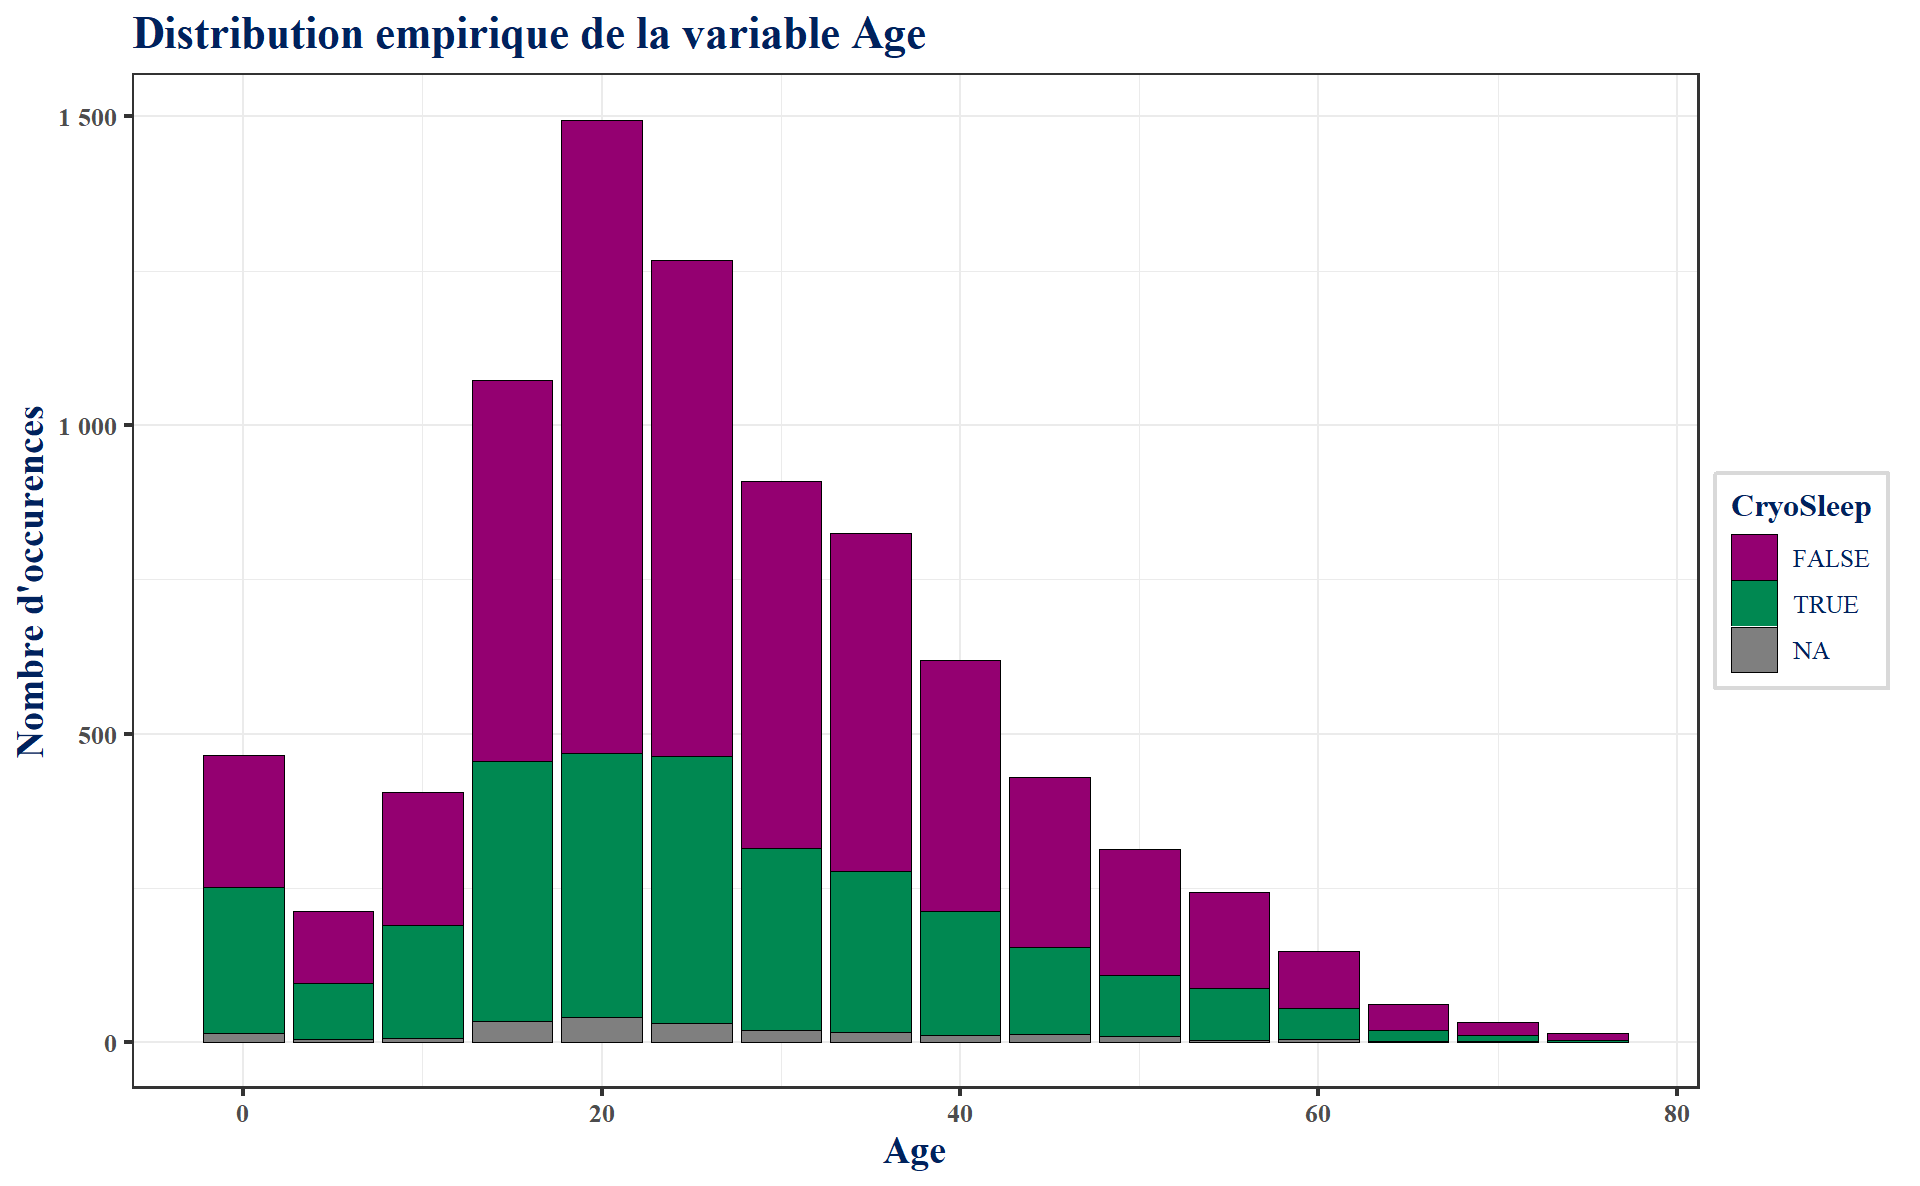 Distribution empirique de la variable Age
Nombre d'occurences
1 500
1 000
500
0
0
20
40
60
80
Age
CryoSleep
FALSE
TRUE
NA